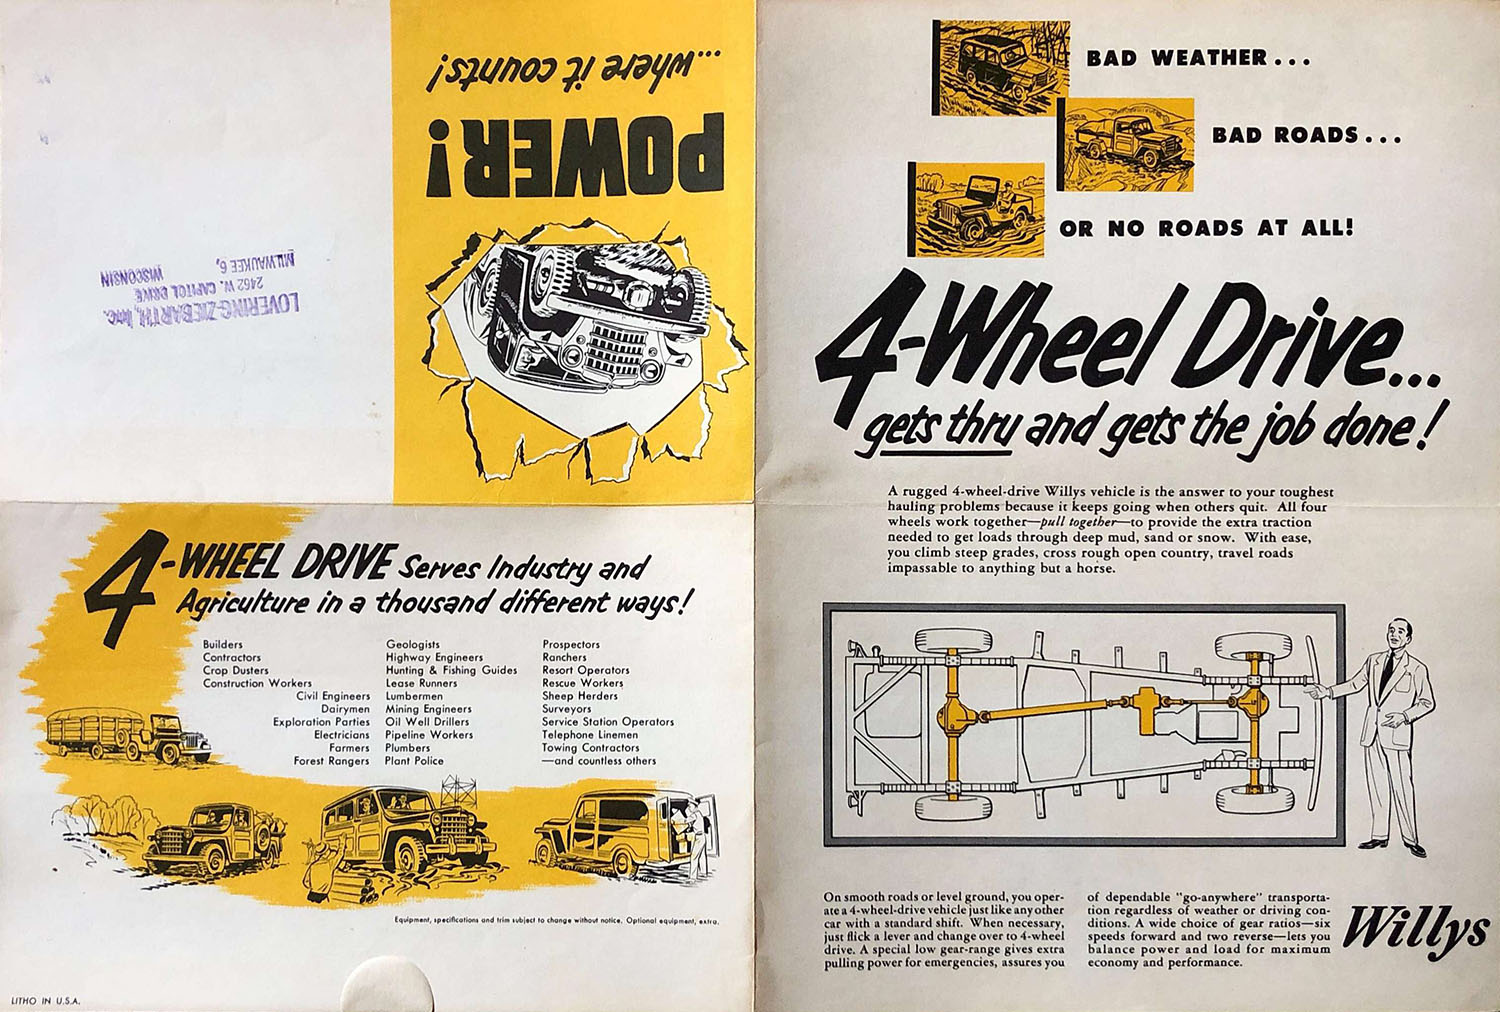 POWER!
...where it counts!
LOVERING-ZIEBARTH, INC.
2462 W. CAPITOL DRIVE
MILWAUKEE 6,
WISCONSIN
4-WHEEL DRIVE Serves Industry and
Agriculture in a thousand different ways!
Builders
Contractors
Crop Dusters
Construction Workers
Civil Engineers
Dairymen
Exploration Parties
Electricians
Farmers
Forest Rangers
Geologists
Highway Engineers
Hunting & Fishing Guides
Lease Runners
Lumbermen
Mining Engineers
Oil Well Drillers
Pipeline Workers
Plumbers
Plant Police
Prospectors
Ranchers
Resort Operators
Rescue Workers
Sheep Herders
Surveyors
Service Station Operators
Telephone Linemen
Towing Contractors
—and countless others
Equipment, specifications and trim subject to change without notice. Optional equipment, extra.
LITHO IN U.S.A.
BAD WEATHER...
BAD ROADS...
OR NO ROADS AT ALL!
4-Wheel Drive...
gets thru and gets the job done!
A rugged 4-wheel-drive Willys vehicle is the answer to your toughest
hauling problems because it keeps going when others quit. All four
wheels work together—pull together—to provide the extra traction
needed to get loads through deep mud, sand or snow. With ease,
you climb steep grades, cross rough open country, travel roads
impassable to anything but a horse.
On smooth roads or level ground, you oper-
ate a 4-wheel-drive vehicle just like any other
car with a standard shift. When necessary,
just flick a lever and change over to 4-wheel
drive. A special low gear-range gives extra
pulling power for emergencies, assures you
of dependable "go-anywhere" transporta-
tion regardless of weather or driving con-
ditions. A wide choice of gear ratios—six
speeds forward and two reverse—lets you
balance power and load for maximum
economy and performance.
Willys